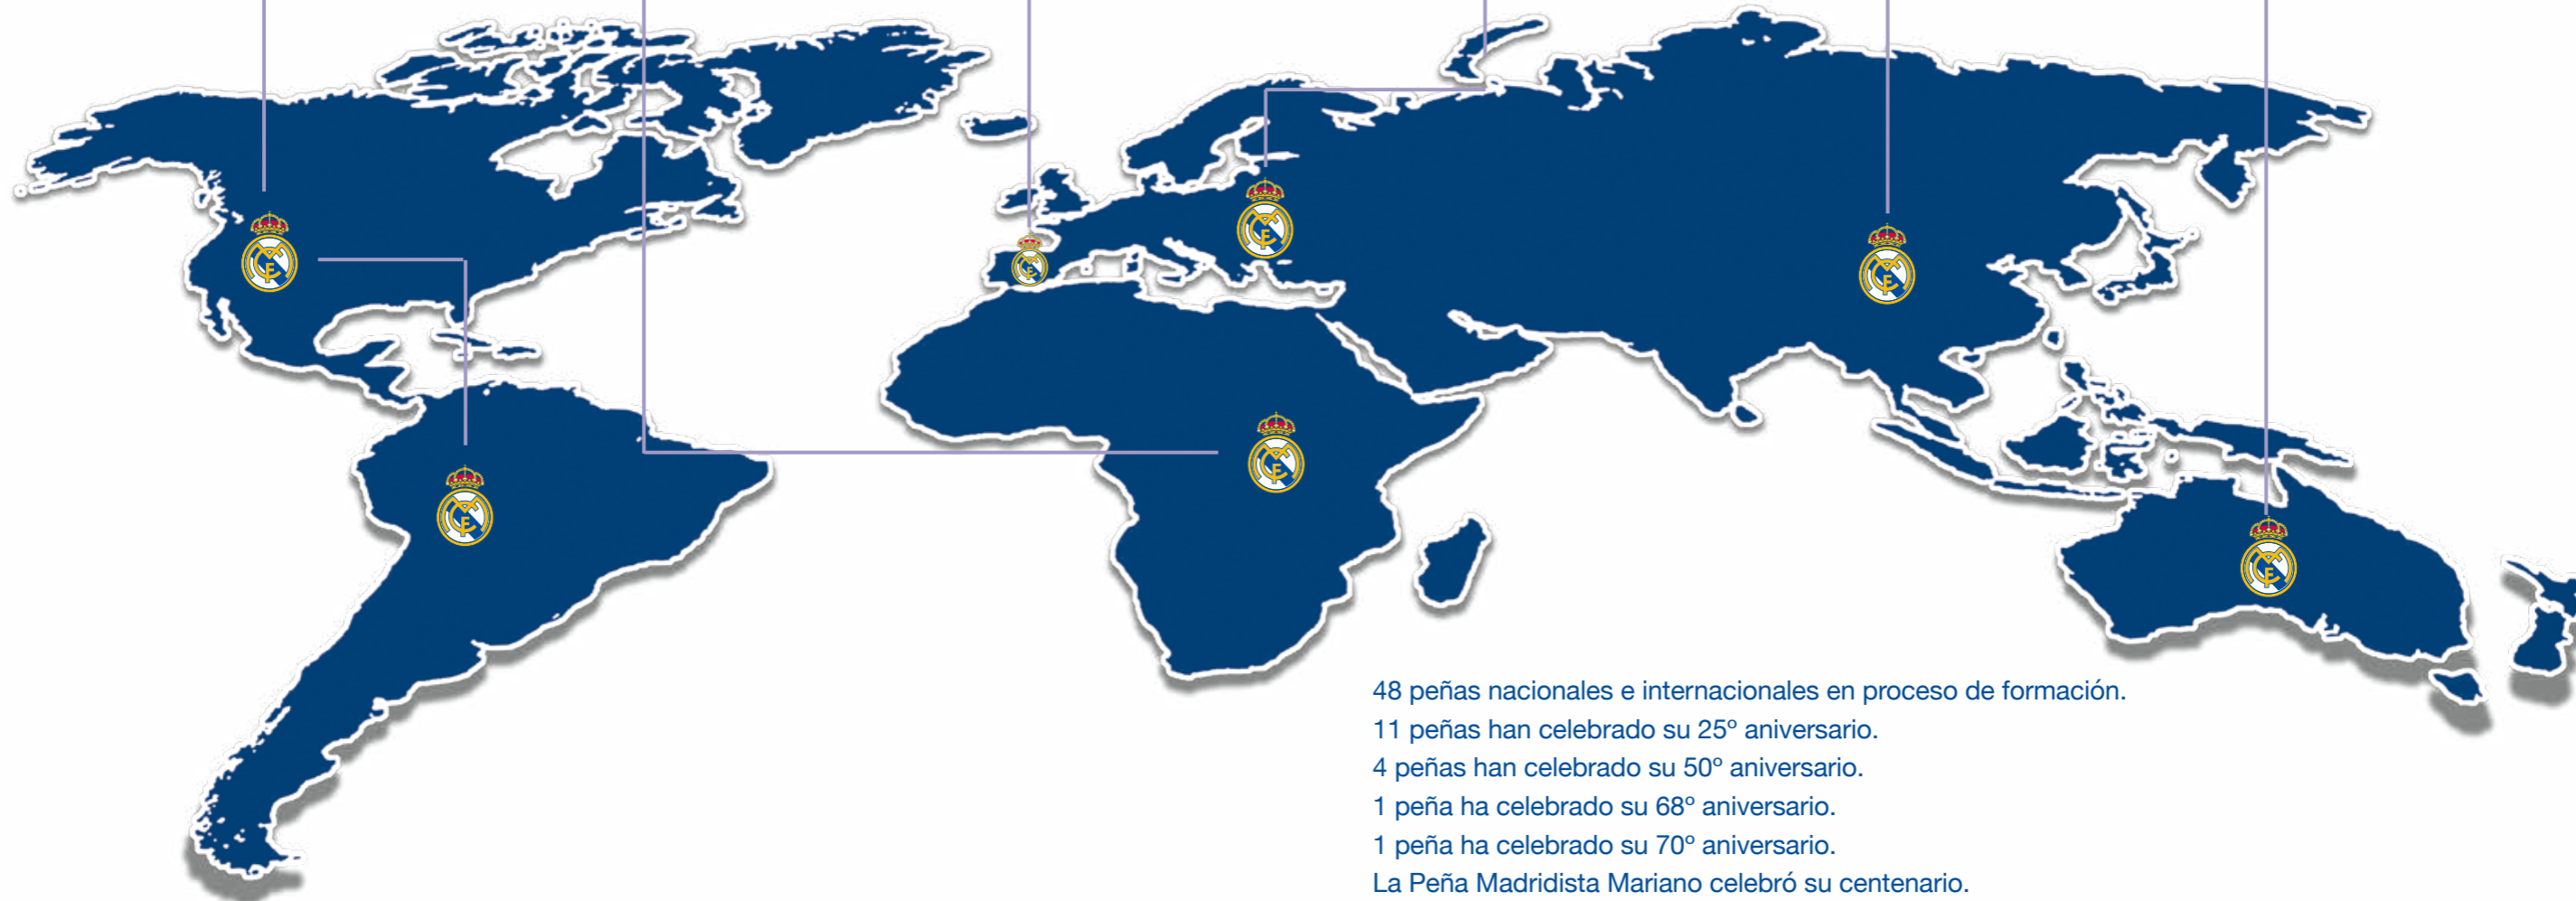 48 peñas nacionales e internacionales en proceso de formación.
11 peñas han celebrado su 25º aniversario.
4 peñas han celebrado su 50º aniversario.
1 peña ha celebrado su 68º aniversario.
1 peña ha celebrado su 70º aniversario.
La Peña Madridista Mariano celebró su centenario.